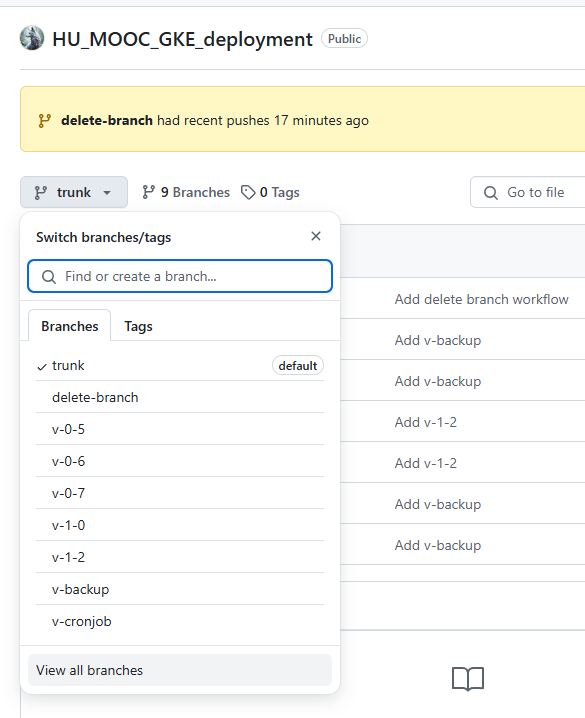 HU_MOOC_GKE_deployment Public
delete-branch had recent pushes 17 minutes ago
trunk 9 Branches 0 Tags Go to file
Switch branches/tags
Find or create a branch...
Branches Tags
trunk default
Add delete branch workflow
Add v-backup
delete-branch
Add v-backup
v-0-5
Add v-1-2
v-0-6
Add v-1-2
v-0-7
Add v-backup
v-1-0
Add v-backup
v-1-2
v-backup
v-cronjob
View all branches